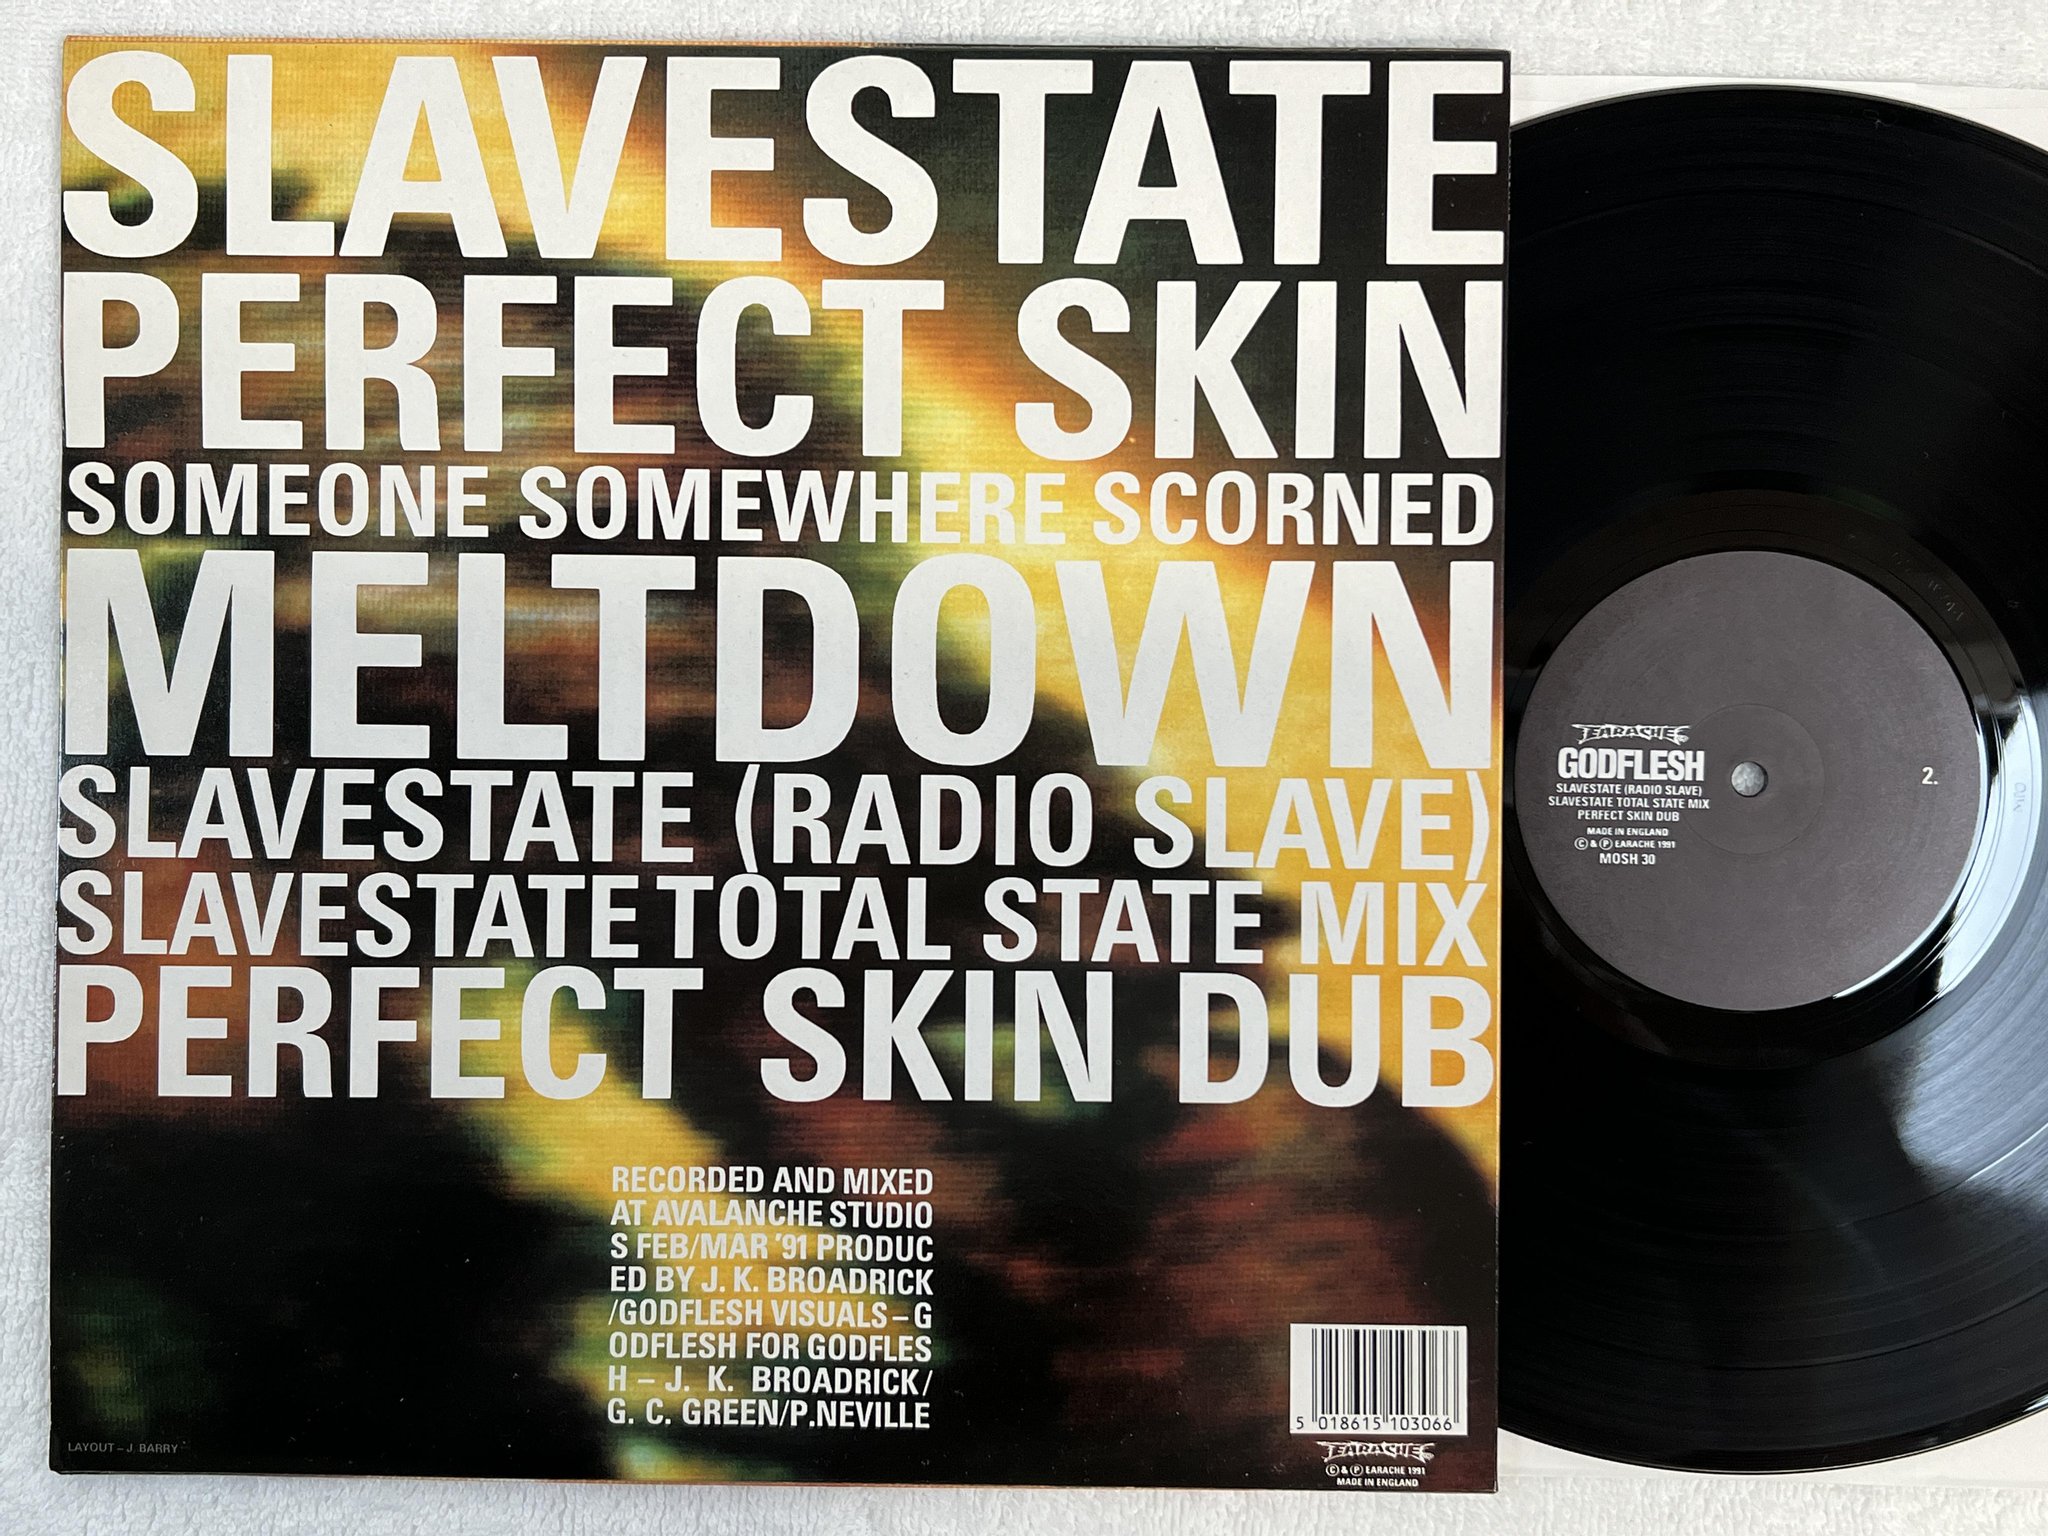 SLAVESTATE
PERFECT SKIN
SOMEONE SOMEWHERE SCORNED
MELTDOWN
SLAVESTATE (RADIO SLAVE)
SLAVESTATE TOTAL STATE MIX
PERFECT SKIN DUB
RECORDED AND MIXED
AT AVALANCHE STUDIO
S FEB/MAR '91 PRODUC
ED BY J. K. BROADRICK
/GODFLESH VISUALS – G
ODFLESH FOR GODFLES
H – J. K. BROADRICK/
G. C. GREEN/P.NEVILLE
LAYOUT – J. BARRY
5 018615 103066
EARACHE
© & ℗ EARACHE 1991
MADE IN ENGLAND
EARACHE
GODFLESH
SLAVESTATE (RADIO SLAVE)
SLAVESTATE TOTAL STATE MIX
PERFECT SKIN DUB
MADE IN ENGLAND
© & ℗ EARACHE 1991
MOSH 30
2.